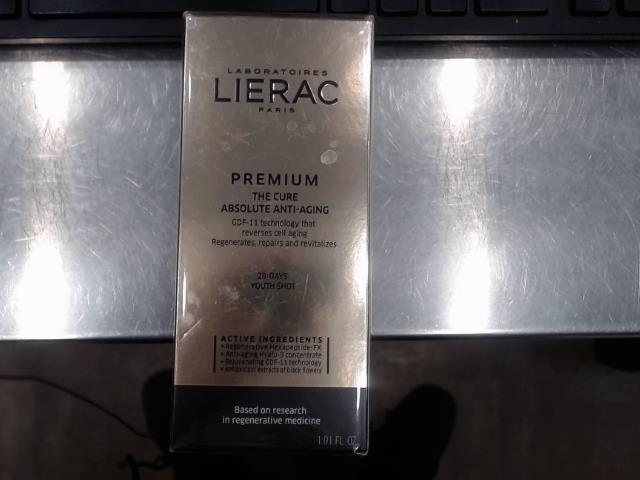 LABORATOIRES
LIERAC
PARIS
PREMIUM
THE CURE
ABSOLUTE ANTI-AGING
GDF-11 technology that
reverses cell aging
Regenerates, repairs and revitalizes
28-DAYS
YOUTH SHOT
ACTIVE INGREDIENTS
• Regenerative Hexapeptide-FX
• Anti-aging Hyalu-3 concentrate
• Rejuvenating GDF-11 technology
• Antioxidant extracts of black flowers
Based on research
in regenerative medicine
1.01 FL OZ